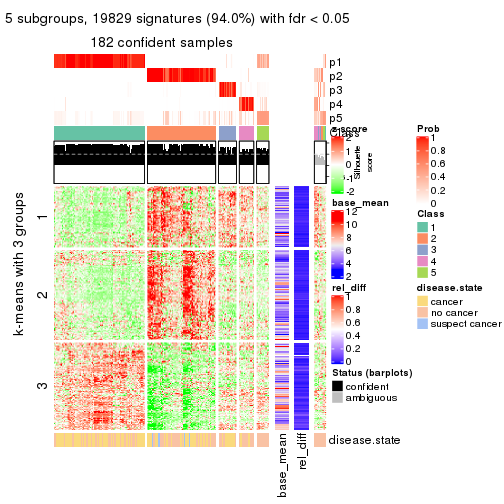 5 subgroups, 19829 signatures (94.0%) with fdr < 0.05
182 confident samples
p1
p2
p3
p4
p5
Class
Silhouette
score
1
2
3
k-means with 3 groups
base_mean
rel_diff
disease.state
z-score
2
1
0
-1
-2
base_mean
12
10
8
6
4
2
rel_diff
1
0.8
0.6
0.4
0.2
0
Status (barplots)
confident
ambiguous
Prob
1
0.8
0.6
0.4
0.2
0
Class
1
2
3
4
5
disease.state
cancer
no cancer
suspect cancer